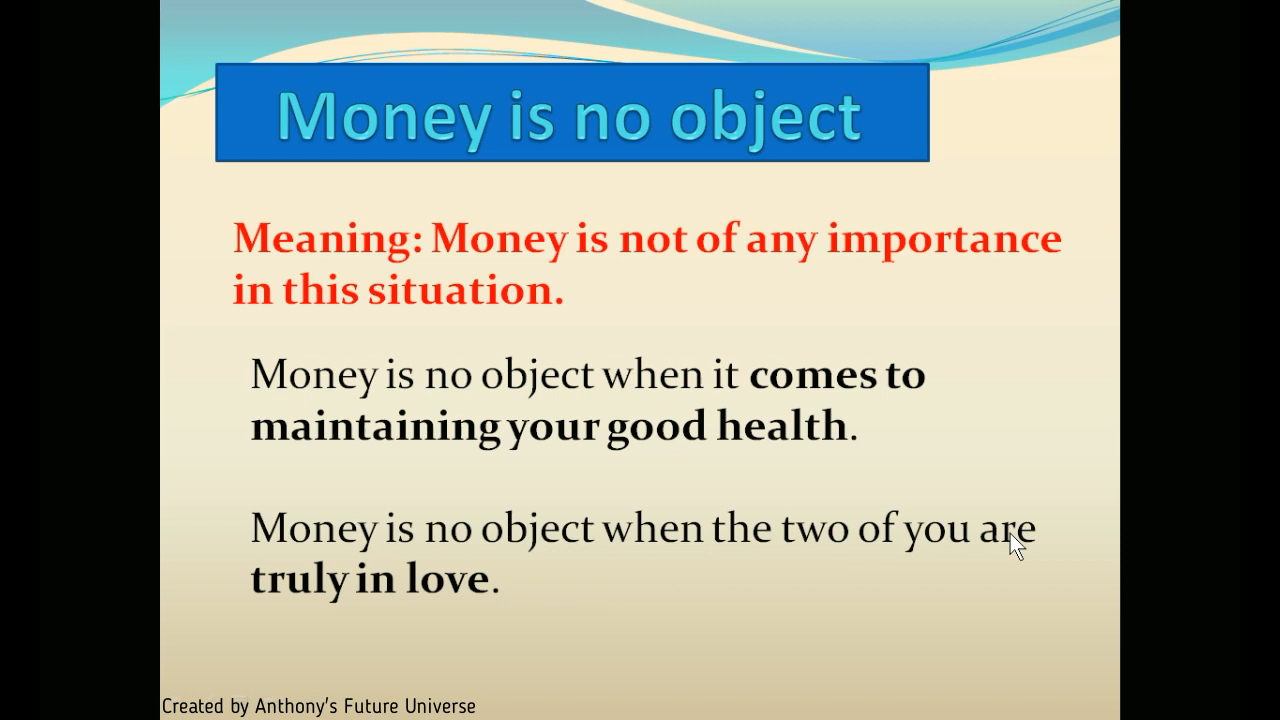 Money is no object
Meaning: Money is not of any importance
in this situation.
Money is no object when it comes to
maintaining your good health.
Money is no object when the two of you are
truly in love.
Created by Anthony's Future Universe